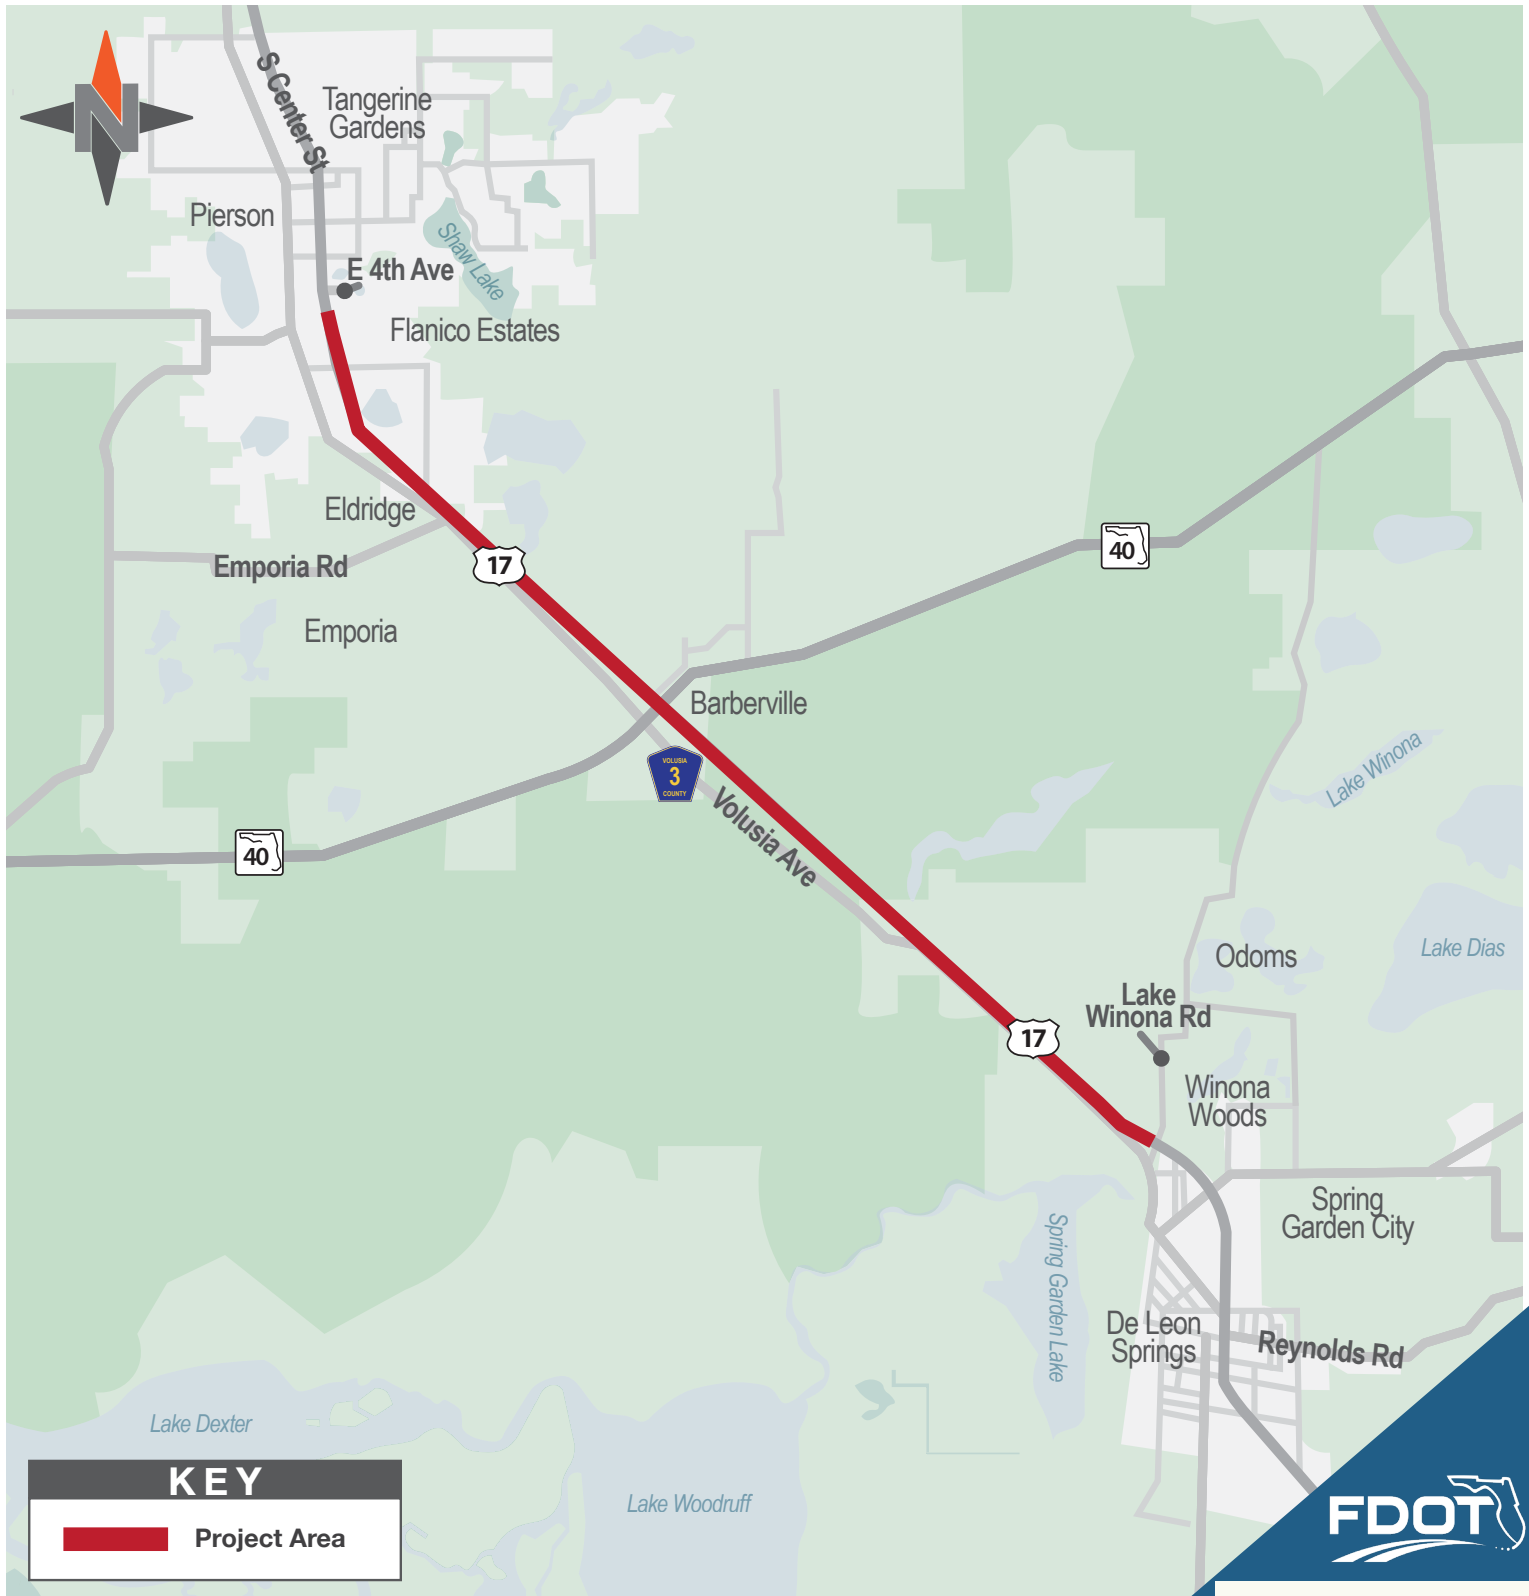 N
S Center St
Tangerine
Gardens
Pierson
Shaw Lake
E 4th Ave
Flanico Estates
Eldridge
Emporia Rd
17
40
Emporia
Barberville
VOLUSIA
3
COUNTY
Volusia Ave
Lake Winona
40
Odoms
Lake Dias
Lake
Winona Rd
17
Winona
Woods
Spring
Garden City
Spring Garden Lake
De Leon
Springs
Reynolds Rd
Lake Dexter
Lake Woodruff
KEY
Project Area
FDOT